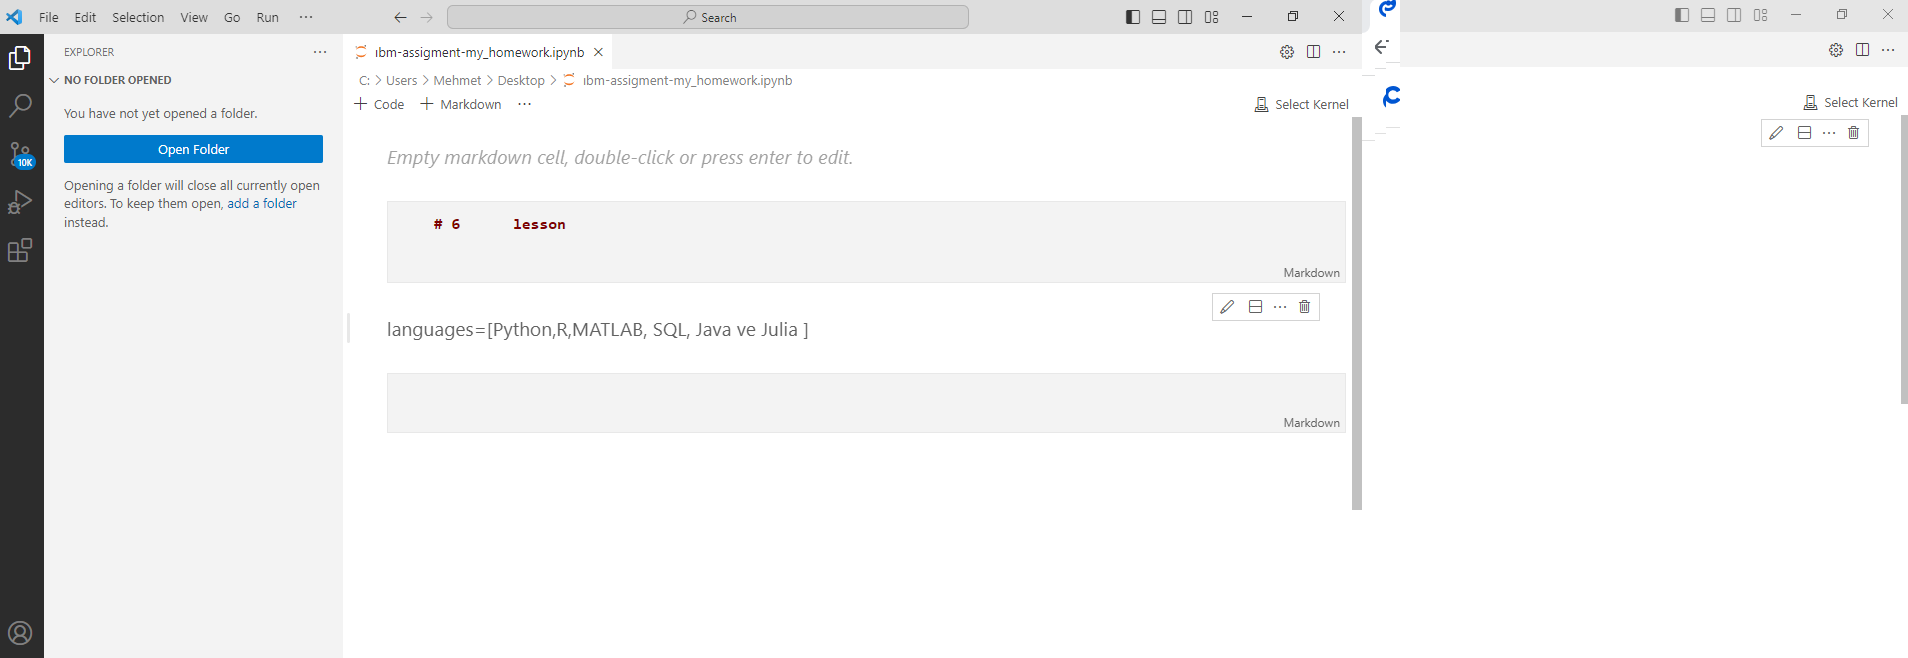 File Edit Selection View Go Run ··· Search
EXPLORER ···
NO FOLDER OPENED
You have not yet opened a folder.
Open Folder
Opening a folder will close all currently open
editors. To keep them open, add a folder
instead.
10K
ıbm-assigment-my_homework.ipynb
C: > Users > Mehmet > Desktop > ıbm-assigment-my_homework.ipynb
+ Code + Markdown ··· Select Kernel
Empty markdown cell, double-click or press enter to edit.
# 6 lesson
Markdown
languages=[Python,R,MATLAB, SQL, Java ve Julia ]
Markdown
Select Kernel